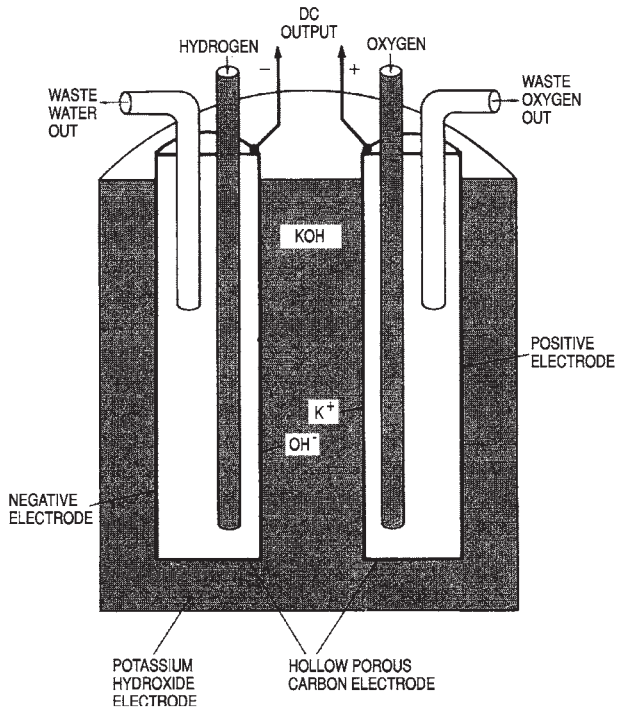 DC
OUTPUT
HYDROGEN
OXYGEN
−
+
WASTE
WATER
OUT
WASTE
OXYGEN
OUT
KOH
POSITIVE
ELECTRODE
K+
OH-
NEGATIVE
ELECTRODE
POTASSIUM
HYDROXIDE
ELECTRODE
HOLLOW POROUS
CARBON ELECTRODE